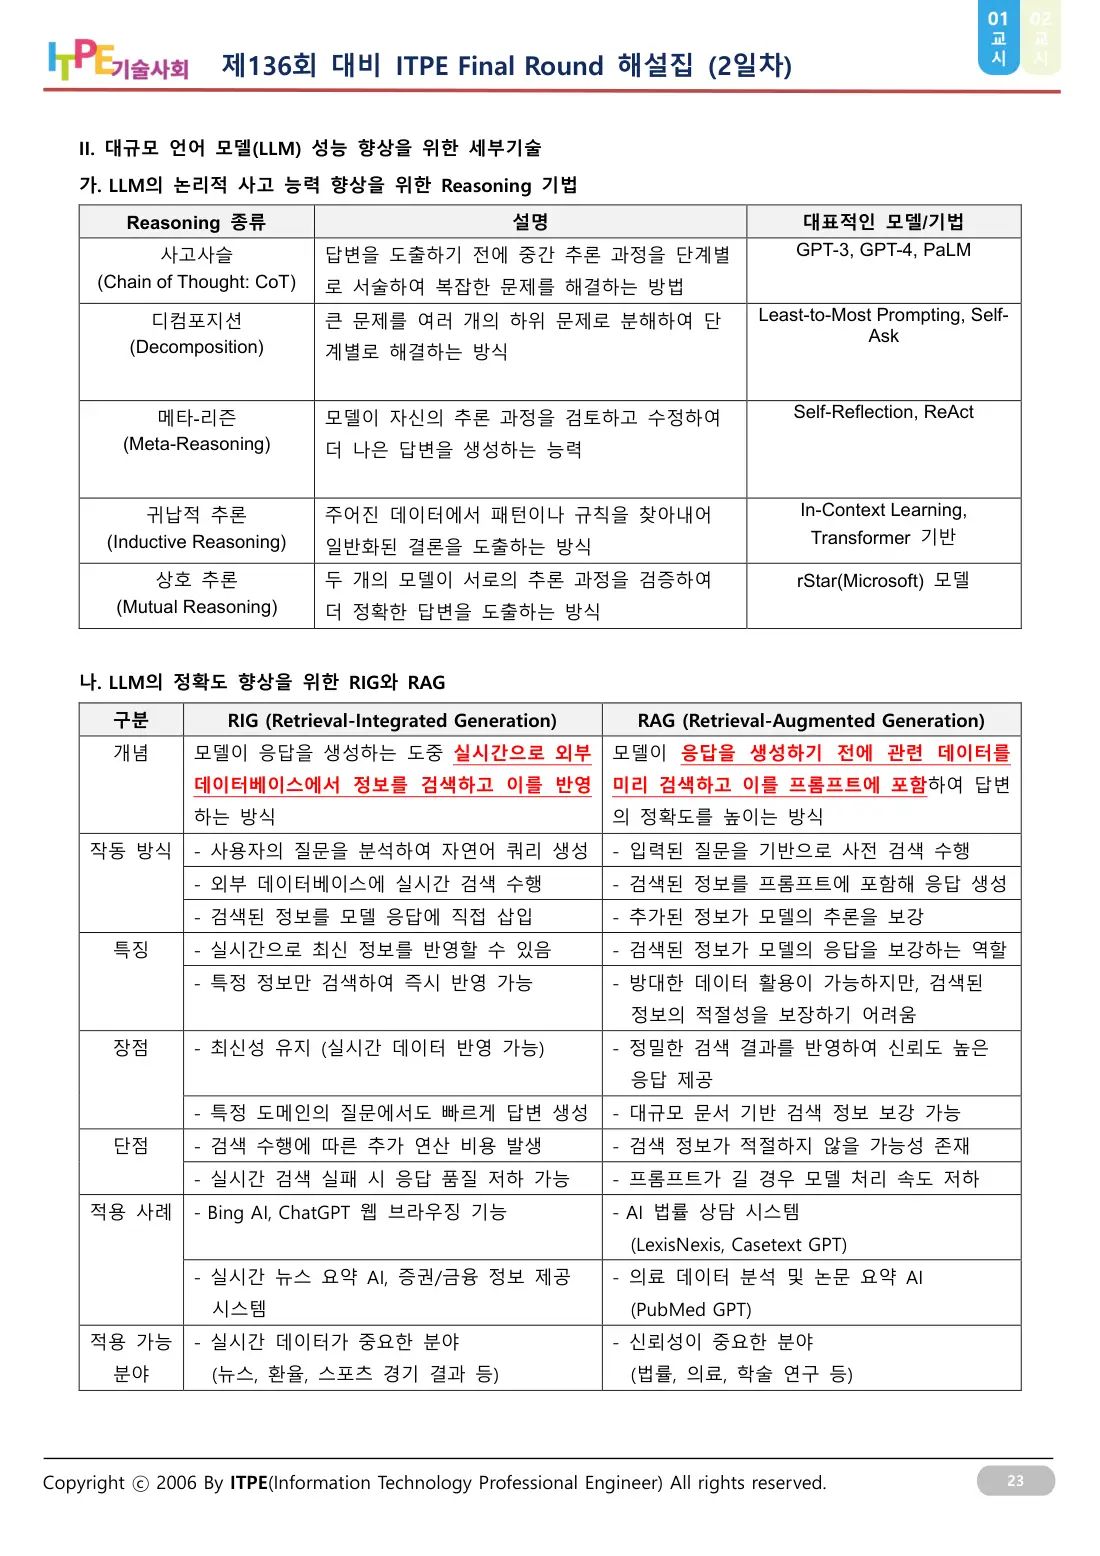 ITPE기술사회 제136회 대비 ITPE Final Round 해설집 (2일차)
01
교
시
02
교
시
II. 대규모 언어 모델(LLM) 성능 향상을 위한 세부기술
가. LLM의 논리적 사고 능력 향상을 위한 Reasoning 기법
Reasoning 종류 설명 대표적인 모델/기법
사고사슬
(Chain of Thought: CoT)
답변을 도출하기 전에 중간 추론 과정을 단계별
로 서술하여 복잡한 문제를 해결하는 방법
GPT-3, GPT-4, PaLM
디컴포지션
(Decomposition)
큰 문제를 여러 개의 하위 문제로 분해하여 단
계별로 해결하는 방식
Least-to-Most Prompting, Self-
Ask
메타-리즌
(Meta-Reasoning)
모델이 자신의 추론 과정을 검토하고 수정하여
더 나은 답변을 생성하는 능력
Self-Reflection, ReAct
귀납적 추론
(Inductive Reasoning)
주어진 데이터에서 패턴이나 규칙을 찾아내어
일반화된 결론을 도출하는 방식
In-Context Learning,
Transformer 기반
상호 추론
(Mutual Reasoning)
두 개의 모델이 서로의 추론 과정을 검증하여
더 정확한 답변을 도출하는 방식
rStar(Microsoft) 모델
나. LLM의 정확도 향상을 위한 RIG와 RAG
구분 RIG (Retrieval-Integrated Generation) RAG (Retrieval-Augmented Generation)
개념
모델이 응답을 생성하는 도중 실시간으로 외부
데이터베이스에서 정보를 검색하고 이를 반영
하는 방식
모델이 응답을 생성하기 전에 관련 데이터를
미리 검색하고 이를 프롬프트에 포함하여 답변
의 정확도를 높이는 방식
작동 방식
- 사용자의 질문을 분석하여 자연어 쿼리 생성
- 입력된 질문을 기반으로 사전 검색 수행
- 외부 데이터베이스에 실시간 검색 수행
- 검색된 정보를 프롬프트에 포함해 응답 생성
- 검색된 정보를 모델 응답에 직접 삽입
- 추가된 정보가 모델의 추론을 보강
특징
- 실시간으로 최신 정보를 반영할 수 있음
- 검색된 정보가 모델의 응답을 보강하는 역할
- 특정 정보만 검색하여 즉시 반영 가능
- 방대한 데이터 활용이 가능하지만, 검색된
정보의 적절성을 보장하기 어려움
장점
- 최신성 유지 (실시간 데이터 반영 가능)
- 정밀한 검색 결과를 반영하여 신뢰도 높은
응답 제공
- 특정 도메인의 질문에서도 빠르게 답변 생성
- 대규모 문서 기반 검색 정보 보강 가능
단점
- 검색 수행에 따른 추가 연산 비용 발생
- 검색 정보가 적절하지 않을 가능성 존재
- 실시간 검색 실패 시 응답 품질 저하 가능
- 프롬프트가 길 경우 모델 처리 속도 저하
적용 사례
- Bing AI, ChatGPT 웹 브라우징 기능
- AI 법률 상담 시스템
(LexisNexis, Casetext GPT)
- 실시간 뉴스 요약 AI, 증권/금융 정보 제공
시스템
- 의료 데이터 분석 및 논문 요약 AI
(PubMed GPT)
적용 가능
분야
- 실시간 데이터가 중요한 분야
(뉴스, 환율, 스포츠 경기 결과 등)
- 신뢰성이 중요한 분야
(법률, 의료, 학술 연구 등)
Copyright ⓒ 2006 By ITPE(Information Technology Professional Engineer) All rights reserved.
23